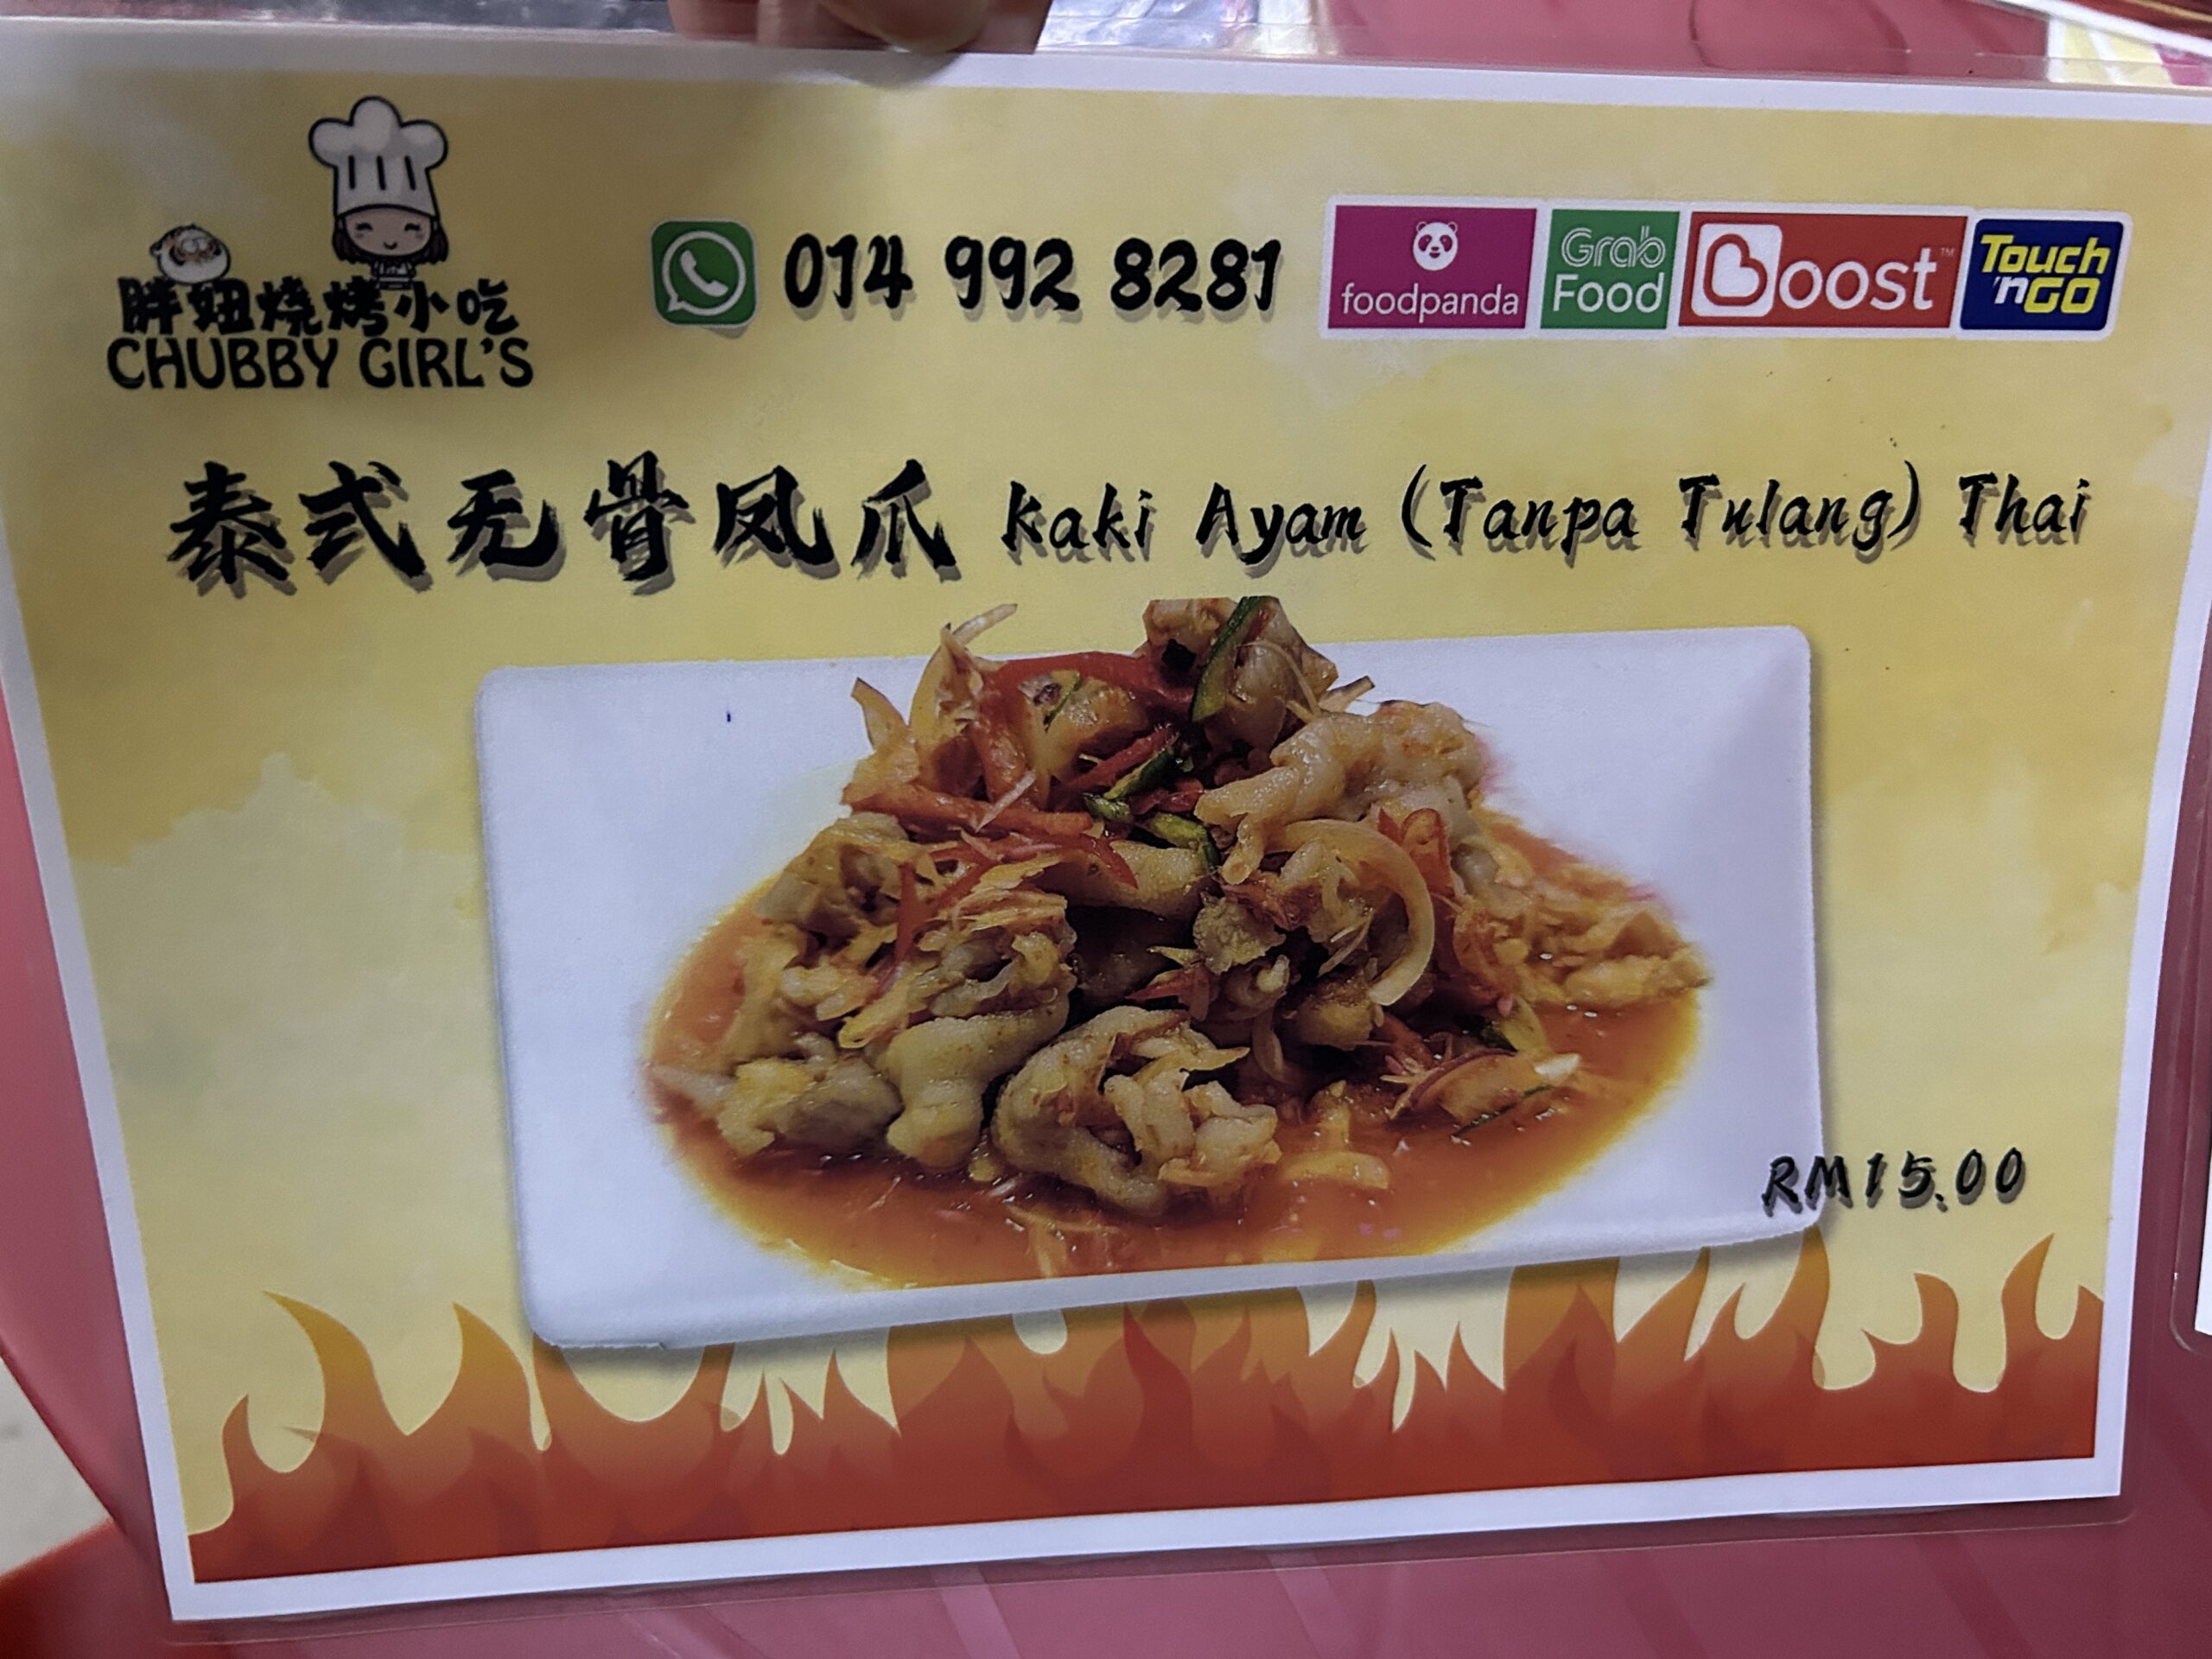 胖妞烧烤小吃
CHUBBY GIRL'S
014 992 8281
foodpanda
Grab Food
Boost™
Touch 'n GO
泰式无骨凤爪 Kaki Ayam (Tanpa Tulang) Thai
RM15.00